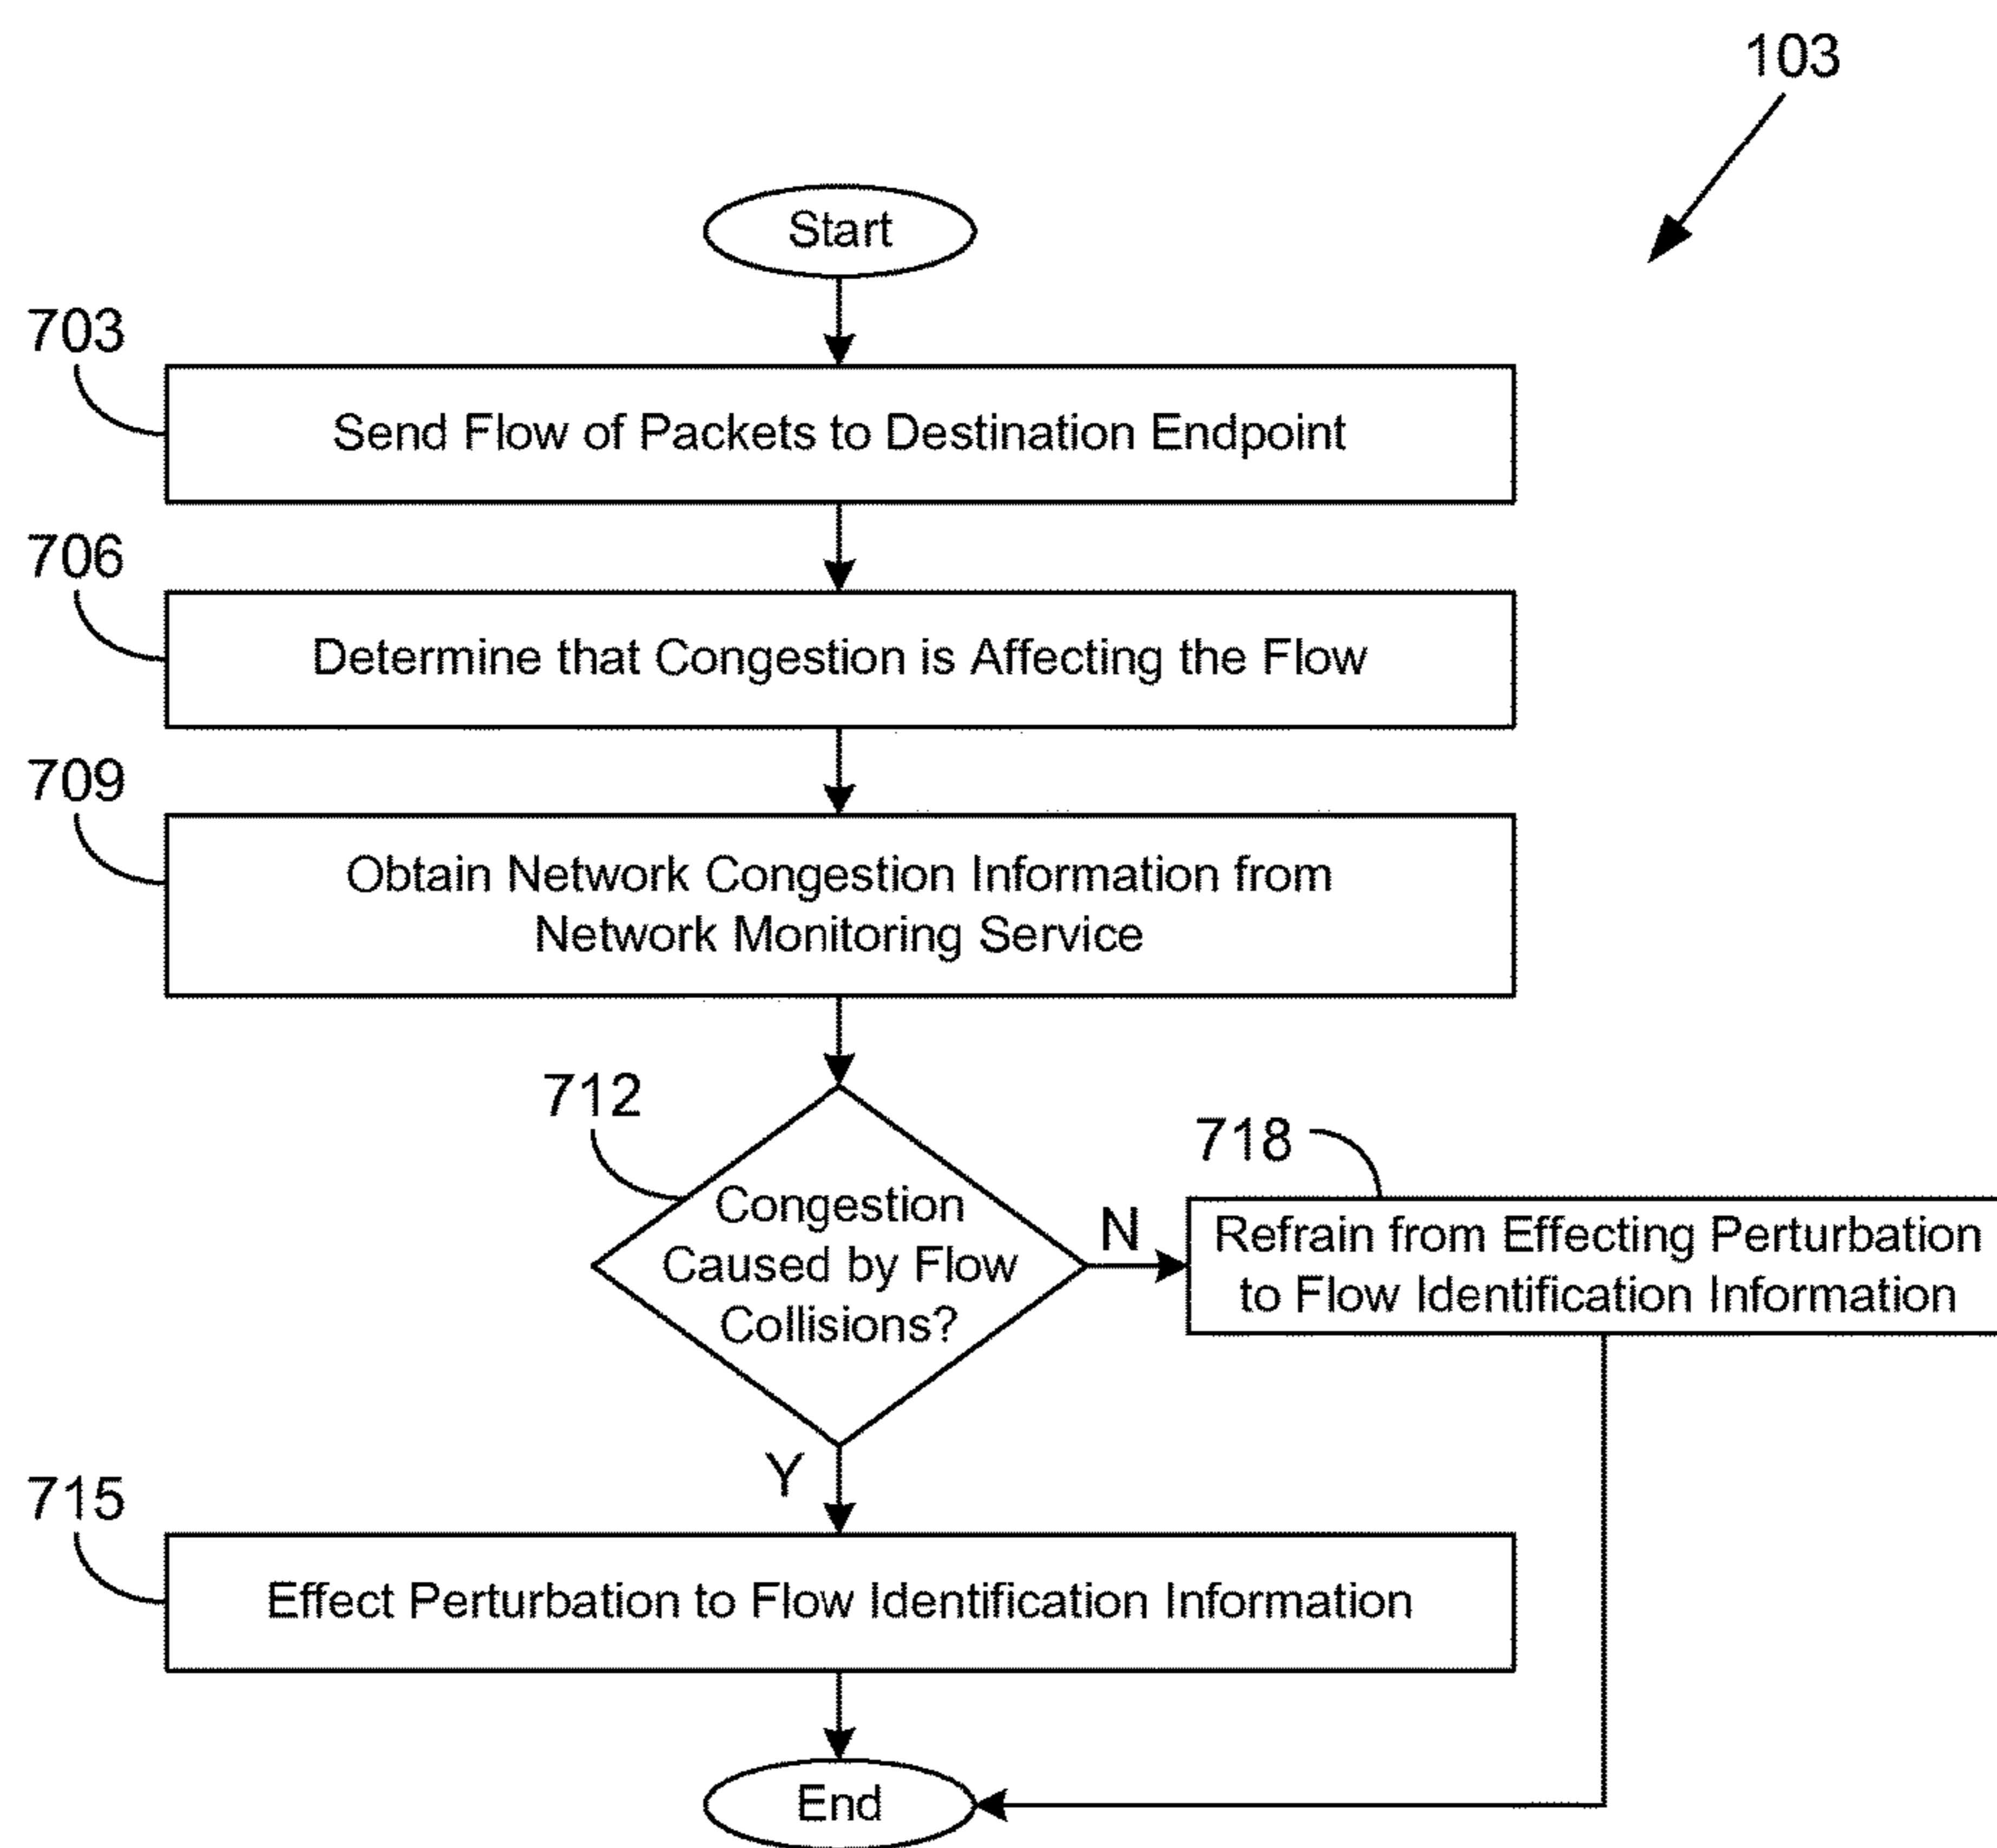 103
Start
703
Send Flow of Packets to Destination Endpoint
706
Determine that Congestion is Affecting the Flow
709
Obtain Network Congestion Information from
Network Monitoring Service
712
Congestion
Caused by Flow
Collisions?
N
718
Refrain from Effecting Perturbation
to Flow Identification Information
Y
715
Effect Perturbation to Flow Identification Information
End